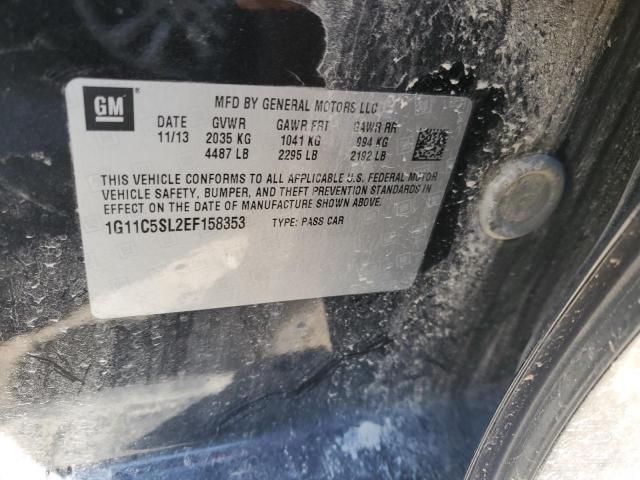 GM
MFD BY GENERAL MOTORS LLC
DATE GVWR GAWR FRT GAWR RR
11/13 2035 KG 1041 KG 994 KG
4487 LB 2295 LB 2192 LB
THIS VEHICLE CONFORMS TO ALL APPLICABLE U.S. FEDERAL MOTOR
VEHICLE SAFETY, BUMPER, AND THEFT PREVENTION STANDARDS IN
EFFECT ON THE DATE OF MANUFACTURE SHOWN ABOVE.
1G11C5SL2EF158353 TYPE: PASS CAR